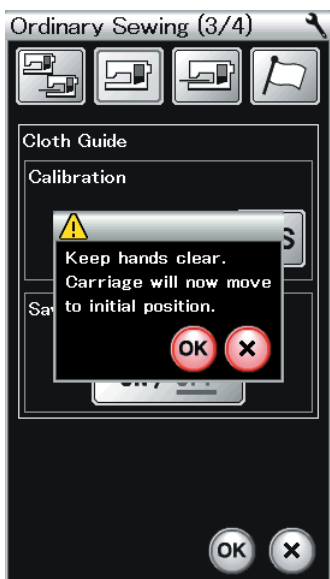 Ordinary Sewing (3/4)
Cloth Guide
Calibration
Keep hands clear.
Carriage will now move
to initial position.
OK
OK